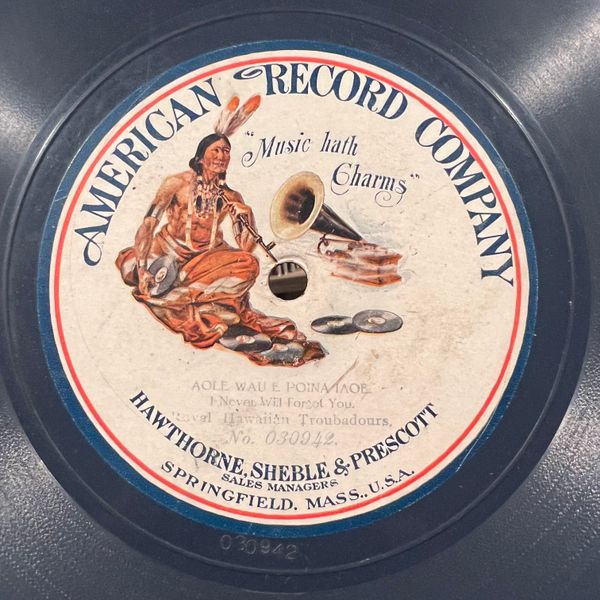 AMERICAN RECORD COMPANY
"Music hath
Charms"
AOLE WAU E POINA IAOE
I Never Will Forget You.
Royal Hawaiian Troubadours,
No. 030942.
HAWTHORNE, SHEBLE & PRESCOTT
SALES MANAGERS
SPRINGFIELD, MASS., U.S.A.
030942